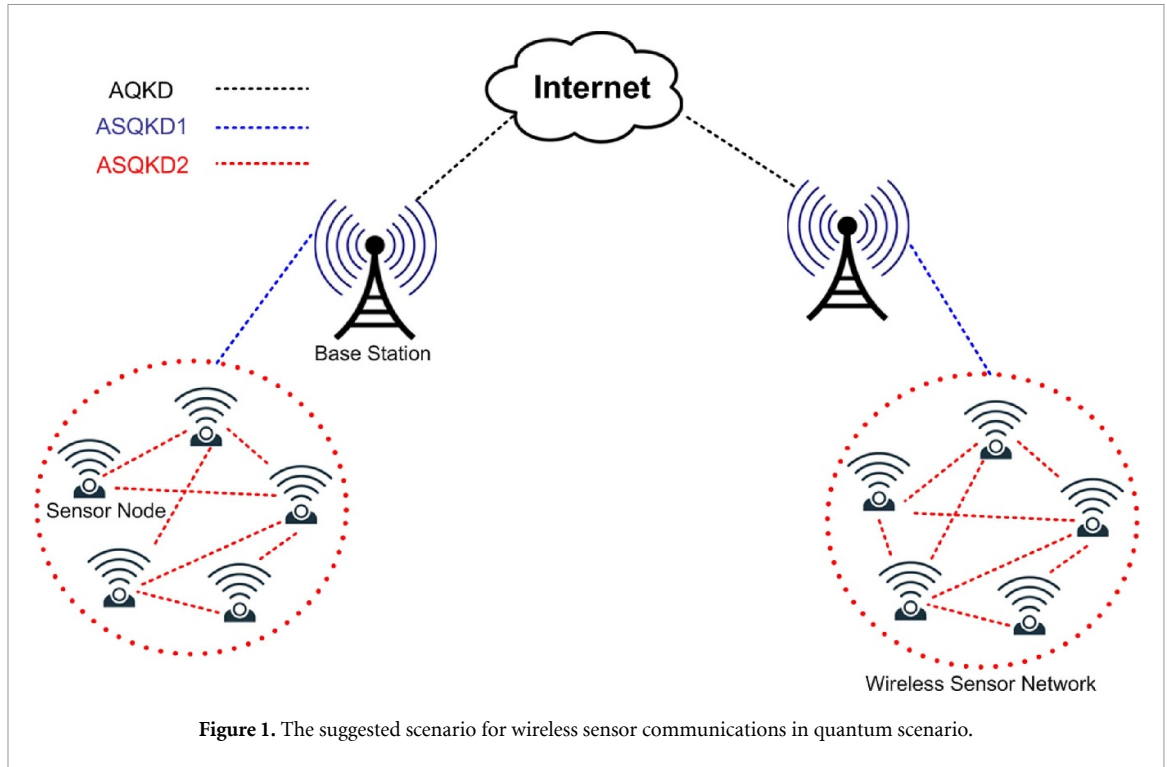 Internet
AQKD
ASQKD1
ASQKD2
Base Station
Sensor Node
Wireless Sensor Network
Figure 1. The suggested scenario for wireless sensor communications in quantum scenario.